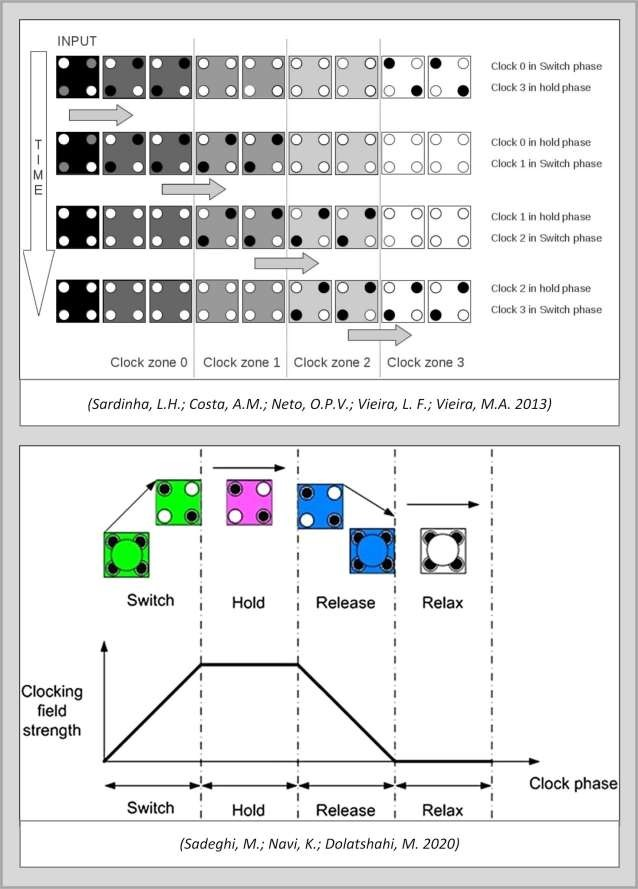 INPUT
Clock 0 in Switch phase
Clock 3 in hold phase
TIME
Clock 0 in hold phase
Clock 1 in Switch phase
Clock 1 in hold phase
Clock 2 in Switch phase
Clock 2 in hold phase
Clock 3 in Switch phase
Clock zone 0
Clock zone 1
Clock zone 2
Clock zone 3
(Sardinha, L.H.; Costa, A.M.; Neto, O.P.V.; Vieira, L. F.; Vieira, M.A. 2013)
Switch
Hold
Release
Relax
Clocking
field
strength
Clock phase
Switch
Hold
Release
Relax
(Sadeghi, M.; Navi, K.; Dolatshahi, M. 2020)